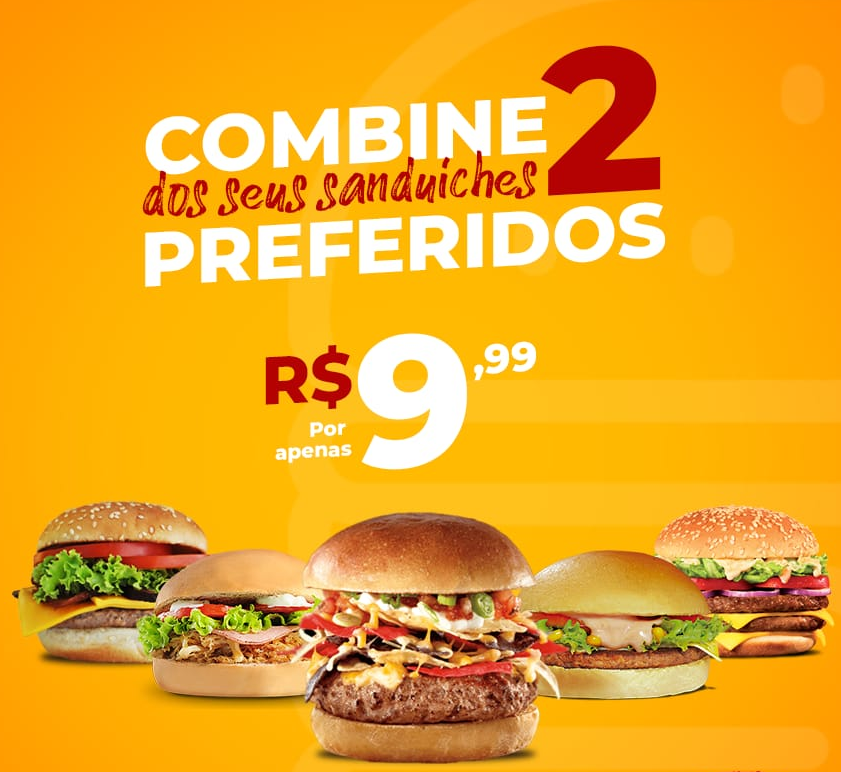 COMBINE 2
dos seus sanduiches
PREFERIDOS
R$9,99
Por
apenas